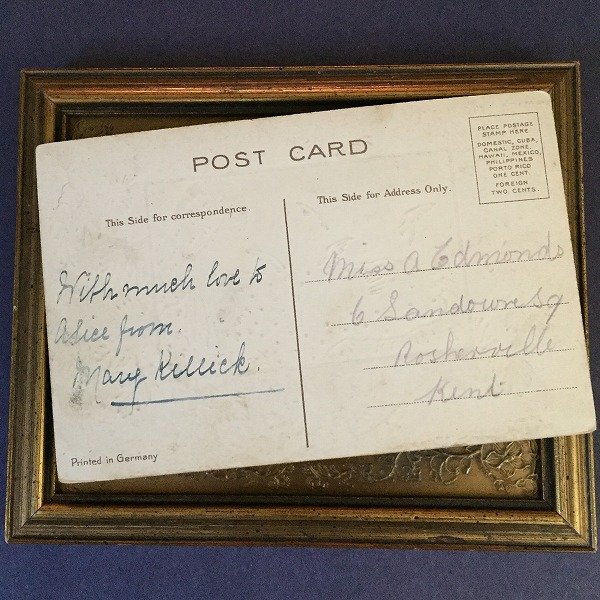 POST CARD
PLACE POSTAGE
STAMP HERE
DOMESTIC, CUBA,
CANAL ZONE,
HAWAII, MEXICO,
PHILIPPINES
PORTO RICO
ONE CENT.
FOREIGN
TWO CENTS.
This Side for correspondence.
This Side for Address Only.
With much love to
Alice from.
Mary Killick.
Miss A Edmonds
6 Sandown Sq
Rosherville
Kent
Printed in Germany